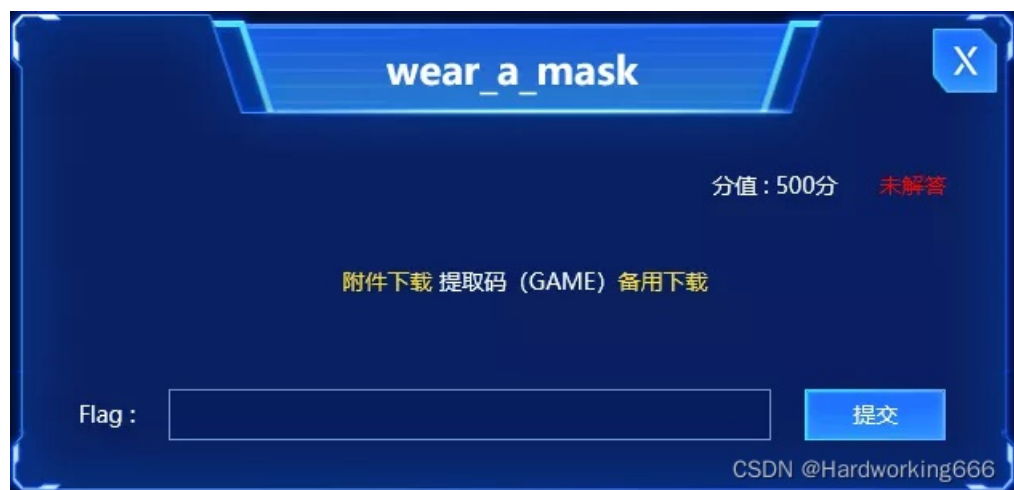 wear_a_mask
X
分值 : 500分 未解答
附件下载 提取码（GAME）备用下载
Flag :
提交
CSDN @Hardworking666